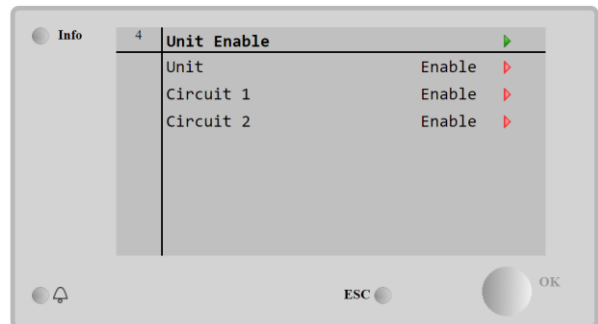 Info
4 Unit Enable
Unit Enable
Circuit 1 Enable
Circuit 2 Enable
ESC
OK